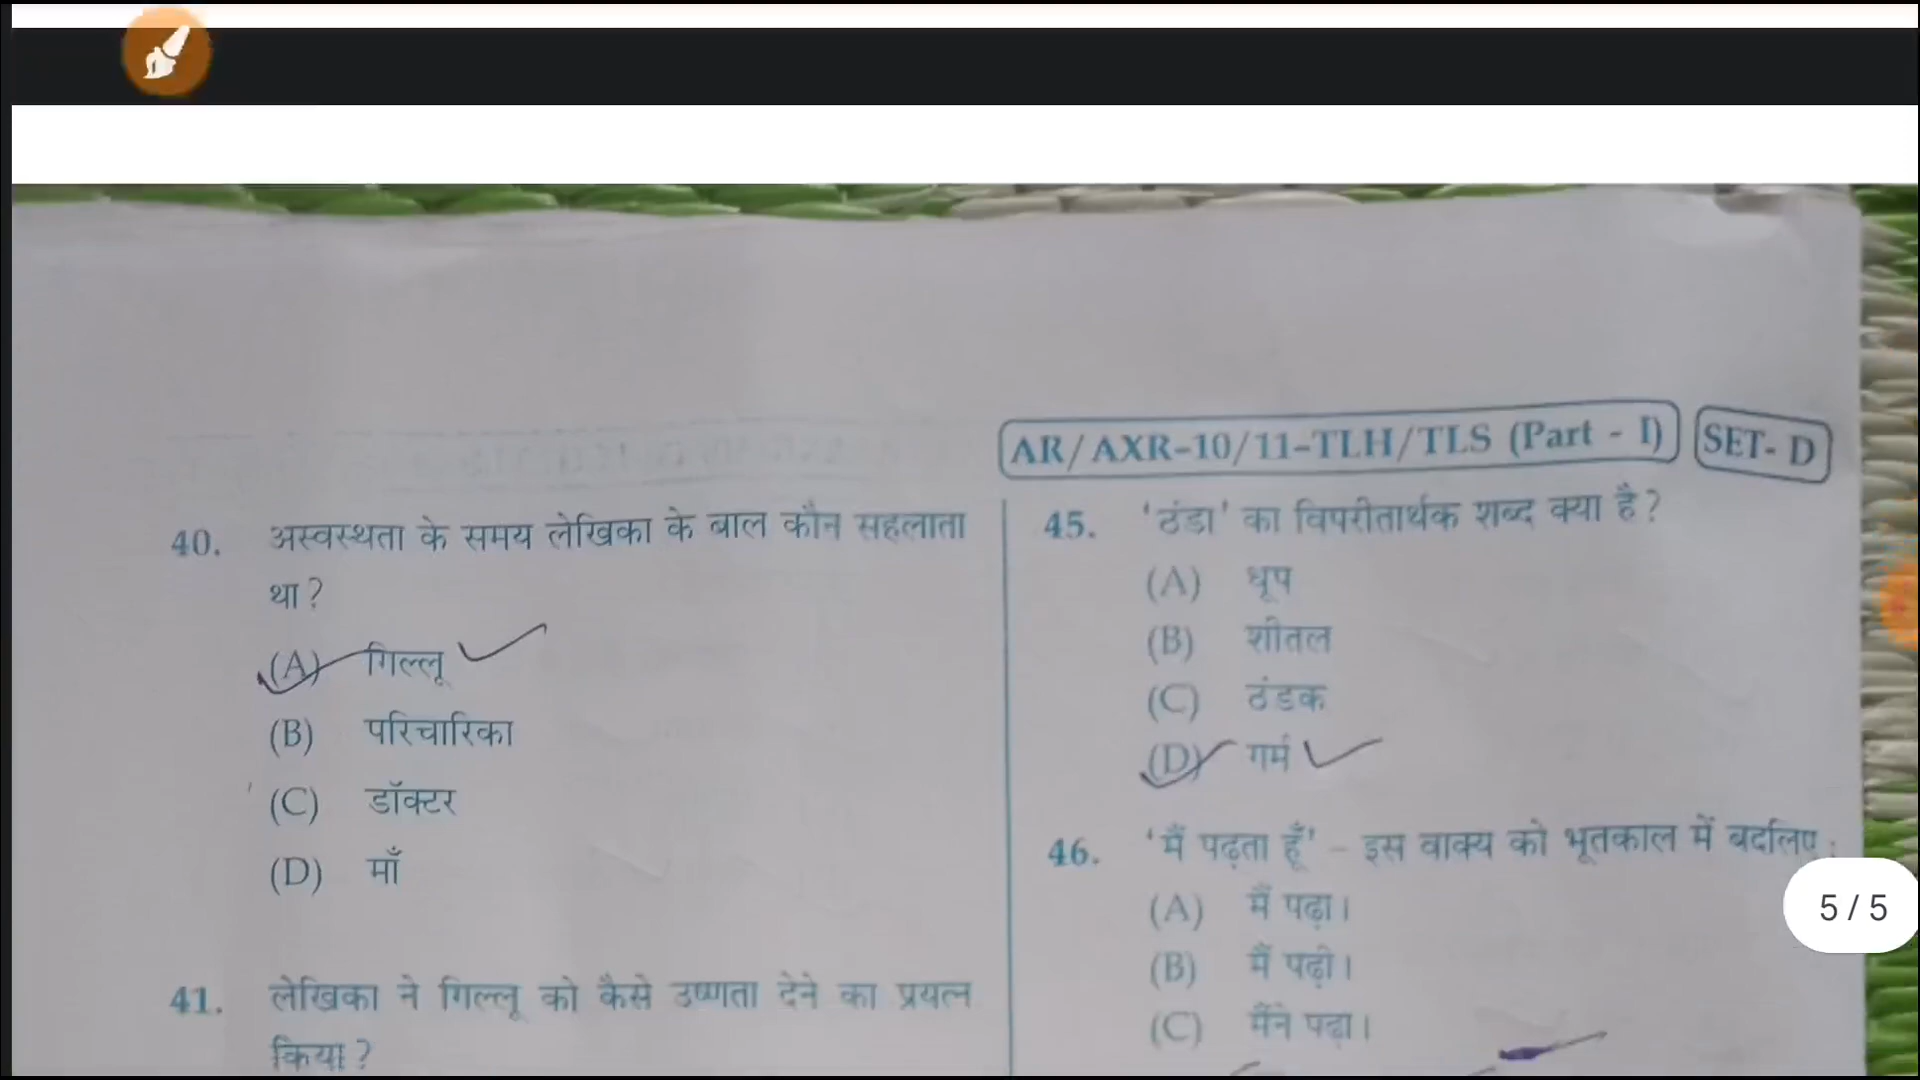 AR/AXR-10/11-TLH/TLS (Part - I) SET- D
40. अस्वस्थता के समय लेखिका के बाल कौन सहलाता
था?
(A) गिल्लू
(B) परिचारिका
(C) डॉक्टर
(D) माँ
41. लेखिका ने गिल्लू को कैसे उष्णता देने का प्रयत्न
किया?
45. 'ठंडा' का विपरीतार्थक शब्द क्या है?
(A) धूप
(B) शीतल
(C) ठंडक
(D) गर्म
46. 'मैं पढ़ता हूँ' – इस वाक्य को भूतकाल में बदलिए :
(A) मैं पढ़ा।
(B) मैं पढ़ी।
(C) मैंने पढ़ा।
5 / 5